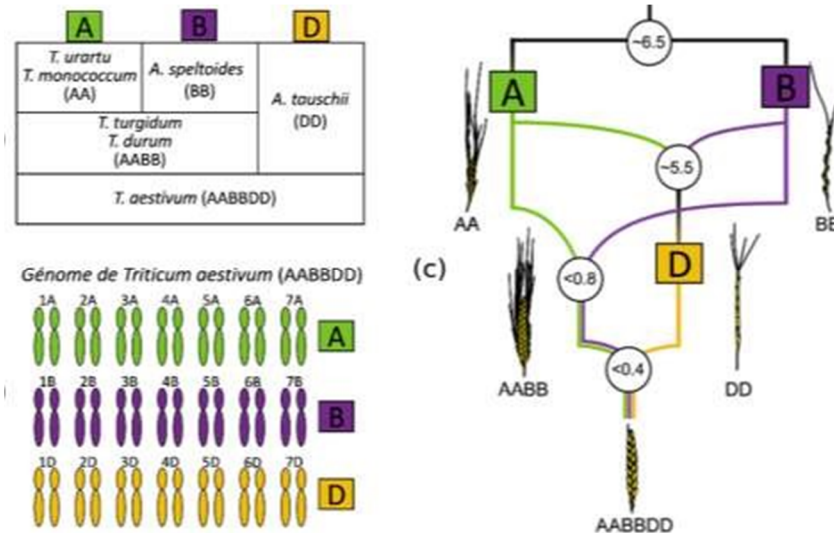 A B D
T. urartu
T. monococcum
(AA)
A. speltoides
(BB)
A. tauschii
(DD)
T. turgidum
T. durum
(AABB)
T. aestivum (AABBDD)
Génome de Triticum aestivum (AABBDD)
1A 2A 3A 4A 5A 6A 7A
A
1B 2B 3B 4B 5B 6B 7B
B
1D 2D 3D 4D 5D 6D 7D
D
(c)
~6.5
A B
~5.5
AA
D
<0.8
AABB
DD
<0.4
AABBDD